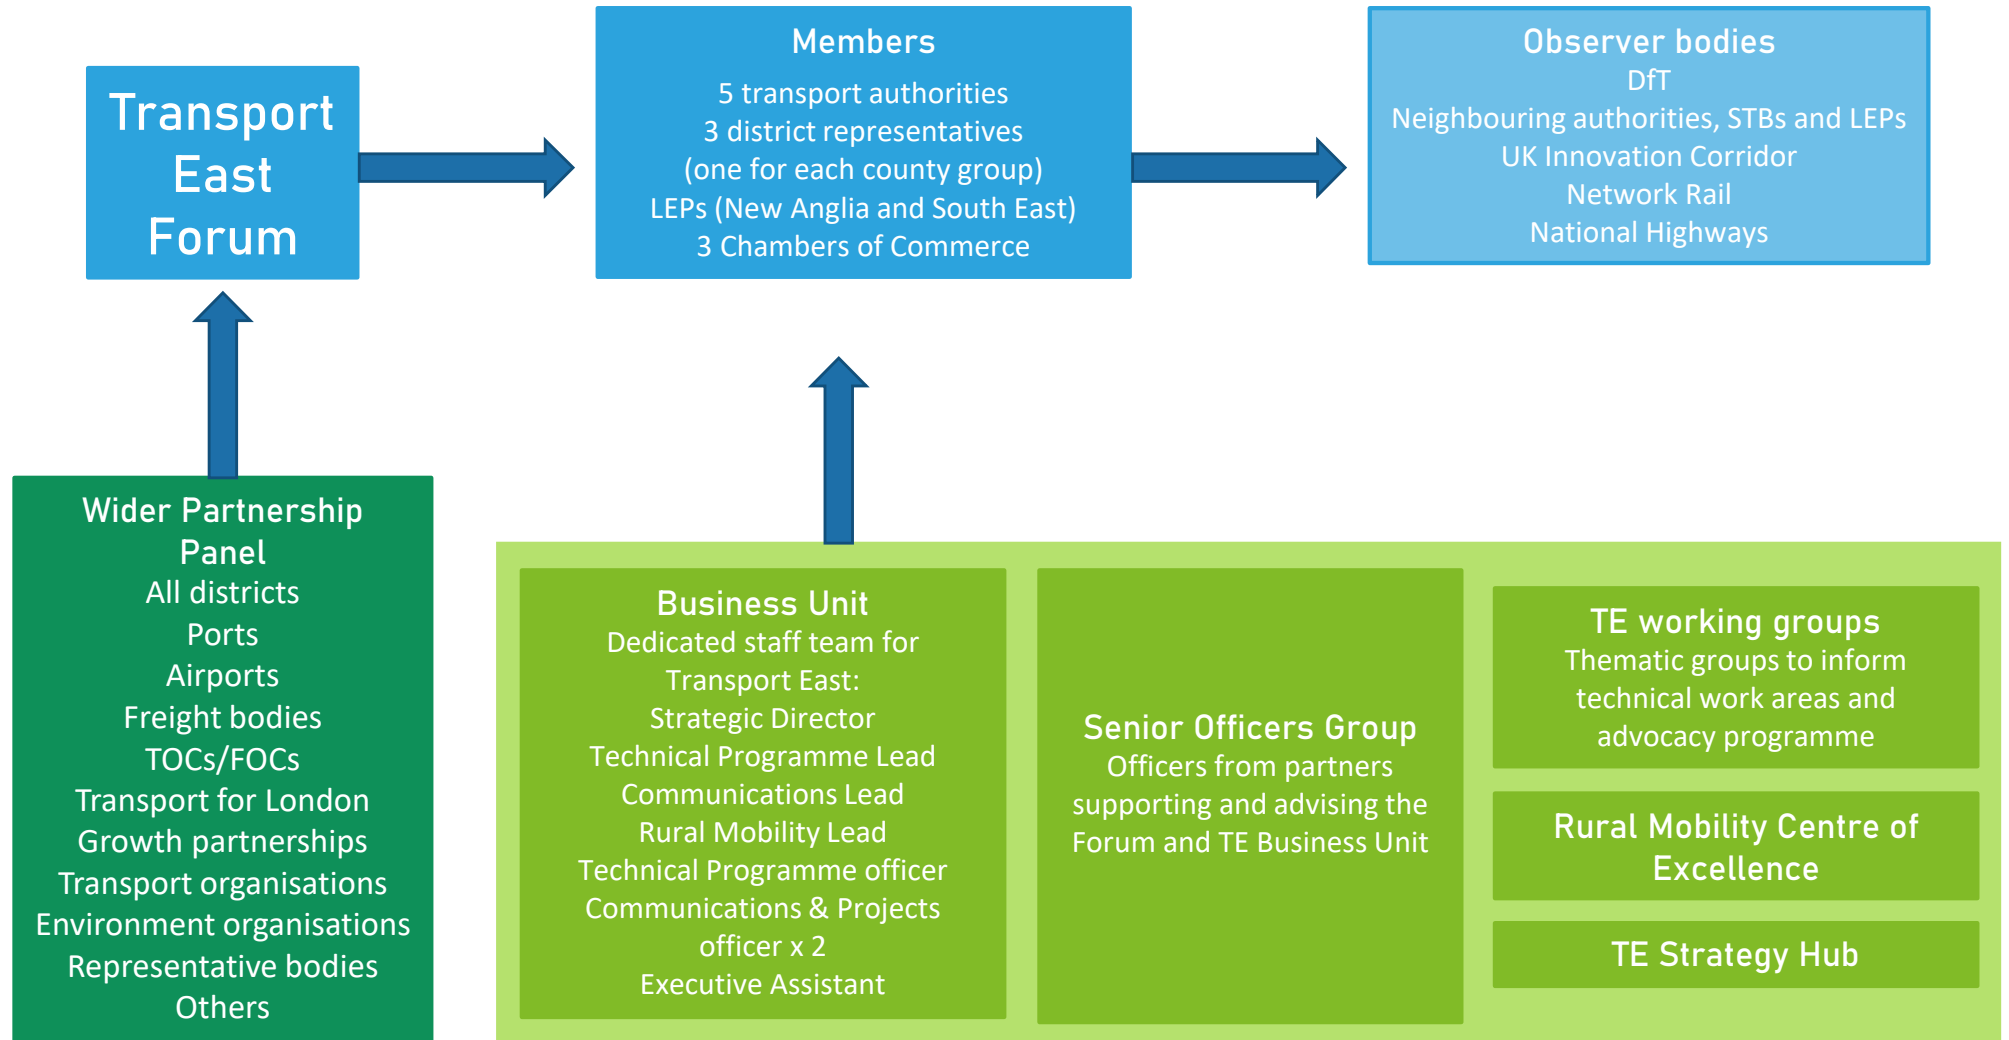 Transport
East
Forum
Members
5 transport authorities
3 district representatives
(one for each county group)
LEPs (New Anglia and South East)
3 Chambers of Commerce
Observer bodies
DfT
Neighbouring authorities, STBs and LEPs
UK Innovation Corridor
Network Rail
National Highways
Wider Partnership
Panel
All districts
Ports
Airports
Freight bodies
TOCs/FOCs
Transport for London
Growth partnerships
Transport organisations
Environment organisations
Representative bodies
Others
Business Unit
Dedicated staff team for
Transport East:
Strategic Director
Technical Programme Lead
Communications Lead
Rural Mobility Lead
Technical Programme officer
Communications & Projects
officer x 2
Executive Assistant
Senior Officers Group
Officers from partners
supporting and advising the
Forum and TE Business Unit
TE working groups
Thematic groups to inform
technical work areas and
advocacy programme
Rural Mobility Centre of
Excellence
TE Strategy Hub